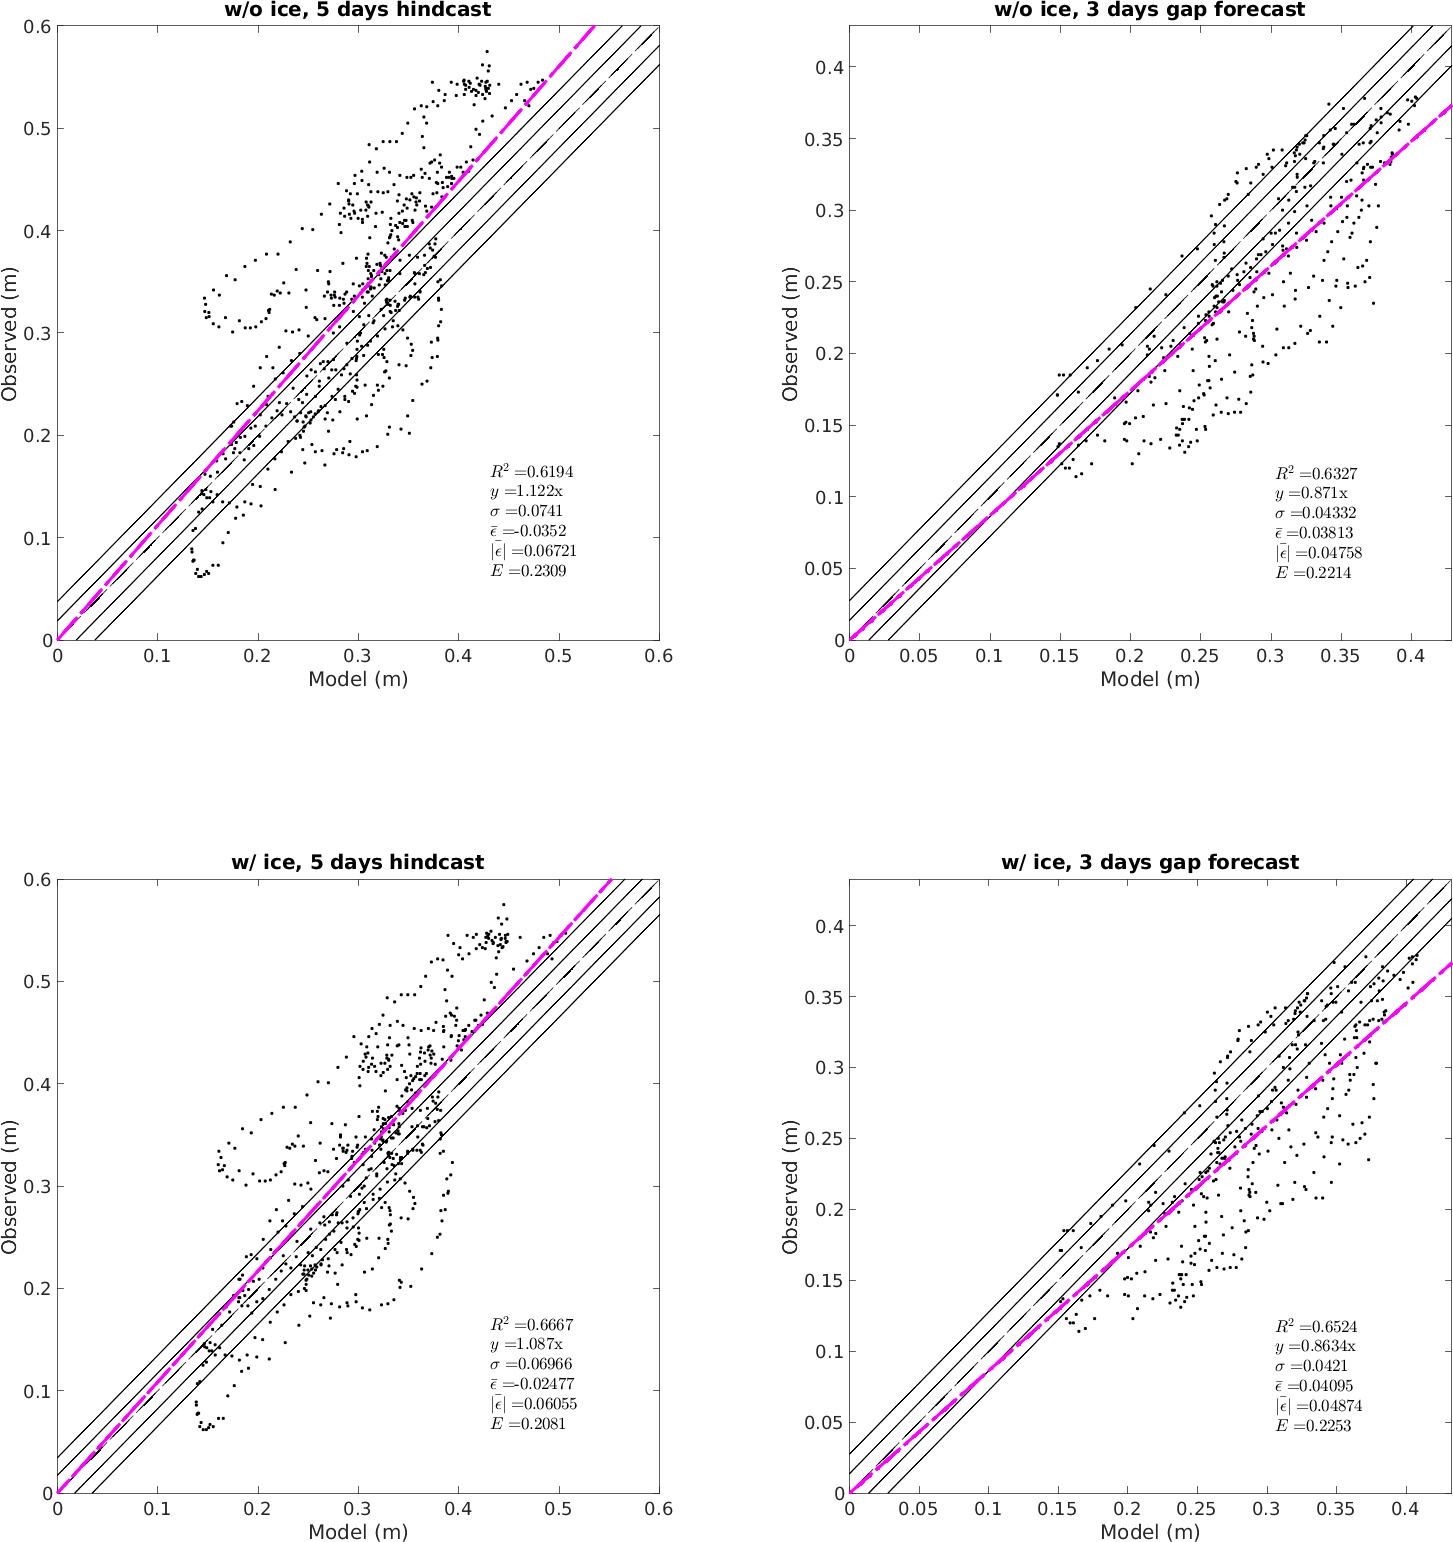 w/o ice, 5 days hindcast
0.6
0.5
0.4
0.3
0.2
0.1
0
Observed (m)
R² =0.6194
y =1.122x
σ =0.0741
ε̄ =-0.0352
|ε̄| =0.06721
E =0.2309
0 0.1 0.2 0.3 0.4 0.5 0.6
Model (m)
w/o ice, 3 days gap forecast
0.4
0.35
0.3
0.25
0.2
0.15
0.1
0.05
0
Observed (m)
R² =0.6327
y =0.871x
σ =0.04332
ε̄ =0.03813
|ε̄| =0.04758
E =0.2214
0 0.05 0.1 0.15 0.2 0.25 0.3 0.35 0.4
Model (m)
w/ ice, 5 days hindcast
0.6
0.5
0.4
0.3
0.2
0.1
0
Observed (m)
R² =0.6667
y =1.087x
σ =0.06966
ε̄ =-0.02477
|ε̄| =0.06055
E =0.2081
0 0.1 0.2 0.3 0.4 0.5 0.6
Model (m)
w/ ice, 3 days gap forecast
0.4
0.35
0.3
0.25
0.2
0.15
0.1
0.05
0
Observed (m)
R² =0.6524
y =0.8634x
σ =0.0421
ε̄ =0.04095
|ε̄| =0.04874
E =0.2253
0 0.05 0.1 0.15 0.2 0.25 0.3 0.35 0.4
Model (m)